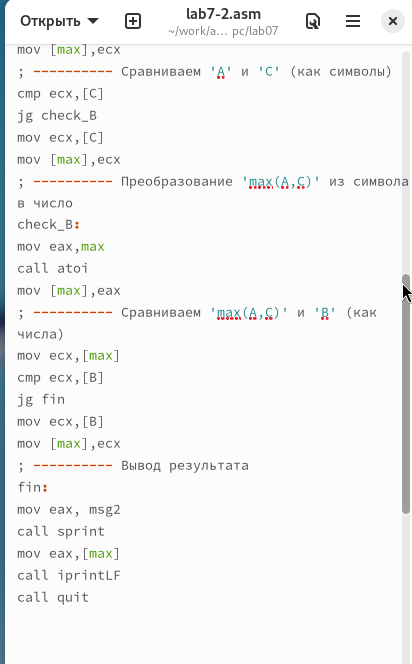 Открыть
lab7-2.asm
~/work/a... pc/lab07
mov [max],ecx
; ---------- Сравниваем 'A' и 'C' (как символы)
cmp ecx,[C]
jg check_B
mov ecx,[C]
mov [max],ecx
; ---------- Преобразование 'max(A,C)' из символа
в число
check_B:
mov eax,max
call atoi
mov [max],eax
; ---------- Сравниваем 'max(A,C)' и 'B' (как
числа)
mov ecx,[max]
cmp ecx,[B]
jg fin
mov ecx,[B]
mov [max],ecx
; ---------- Вывод результата
fin:
mov eax, msg2
call sprint
mov eax,[max]
call iprintLF
call quit